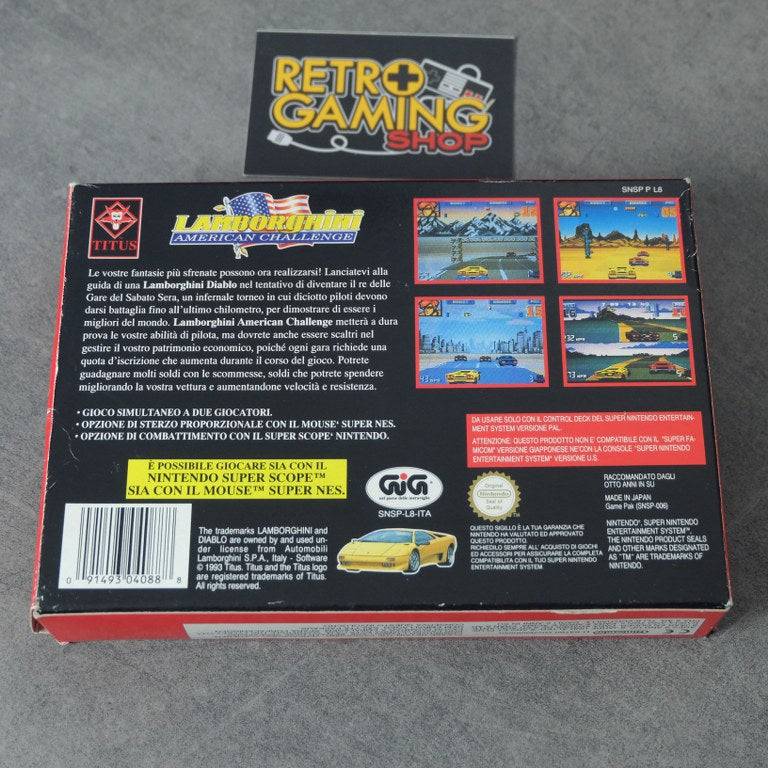 RETRO
GAMING
SHOP
SNSP P L8
TITUS
LAMBORGHINI
AMERICAN CHALLENGE
Le vostre fantasie più sfrenate possono ora realizzarsi! Lanciatevi alla
guida di una Lamborghini Diablo nel tentativo di diventare il re delle
Gare del Sabato Sera, un infernale torneo in cui diciotto piloti devono
darsi battaglia fino all'ultimo chilometro, per dimostrare di essere i
migliori del mondo. Lamborghini American Challenge metterà a dura
prova le vostre abilità di pilota, ma dovrete anche essere scaltri nel
gestire il vostro patrimonio economico, poiché ogni gara richiede una
quota d'iscrizione che aumenta durante il corso del gioco. Potrete
guadagnare molti soldi con le scommesse, soldi che potrete spendere
migliorando la vostra vettura e aumentandone velocità e resistenza.
• GIOCO SIMULTANEO A DUE GIOCATORI.
• OPZIONE DI STERZO PROPORZIONALE CON IL MOUSE' SUPER NES.
• OPZIONE DI COMBATTIMENTO CON IL SUPER SCOPE' NINTENDO.
È POSSIBILE GIOCARE SIA CON IL
NINTENDO SUPER SCOPE™
SIA CON IL MOUSE™ SUPER NES.
DA USARE SOLO CON IL CONTROL DECK DEL SUPER NINTENDO ENTERTAIN-
MENT SYSTEM VERSIONE PAL.
ATTENZIONE: QUESTO PRODOTTO NON E' COMPATIBILE CON IL "SUPER FA-
MICOM" VERSIONE GIAPPONESE NE'CON LA CONSOLE "SUPER NINTENDO
ENTERTAINMENT SYSTEM" VERSIONE U.S.
GIG
nel paese delle meraviglie
SNSP-L8-ITA
Original
Nintendo
Seal of
Quality
RACCOMANDATO DAGLI
OTTO ANNI IN SU
MADE IN JAPAN
Game Pak (SNSP-006)
QUESTO SIGILLO È LA TUA GARANZIA CHE
NINTENDO HA VALUTATO ED APPROVATO
QUESTO PRODOTTO.
RICHIEDILO SEMPRE ALL' ACQUISTO DI GIOCHI
ED ACCESSORI PER ASSICURARE LA COMPLETA
COMPATIBILITA CON IL TUO SUPER NINTENDO
ENTERTAINMENT SYSTEM
NINTENDO', SUPER NINTENDO
ENTERTAINMENT SYSTEM™,
THE NINTENDO PRODUCT SEALS
AND OTHER MARKS DESIGNATED
AS "TM" ARE TRADEMARKS OF
NINTENDO.
The trademarks LAMBORGHINI and
DIABLO are owned by and used un-
der license from Automobili
Lamborghini S.P.A., Italy - Software
© 1993 Titus. Titus and the Titus logo
are registered trademarks of Titus.
All rights reserved.
0 91493 04088 8